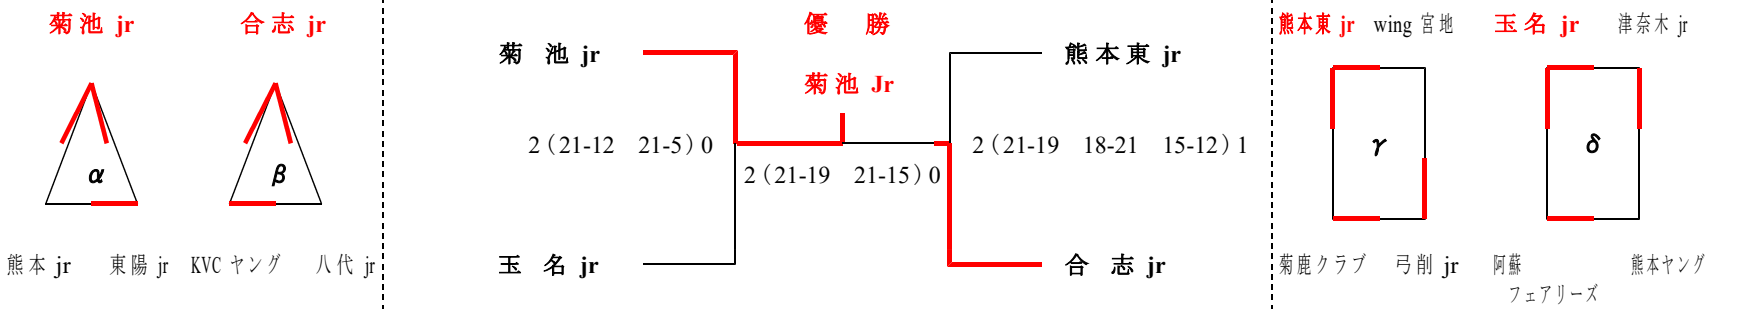 菊池 jr 合志 jr
α β
熊本 jr 東陽 jr KVC ヤング 八代 jr
優 勝
菊 池 jr 熊本東 jr
菊池 Jr
2（21-12 21-5）0 2（21-19 18-21 15-12）1
2（21-19 21-15）0
玉 名 jr 合 志 jr
熊本東 jr wing 宮地 玉名 jr 津奈木 jr
γ δ
菊鹿クラブ 弓削 jr 阿蘇 熊本ヤング
フェアリーズ